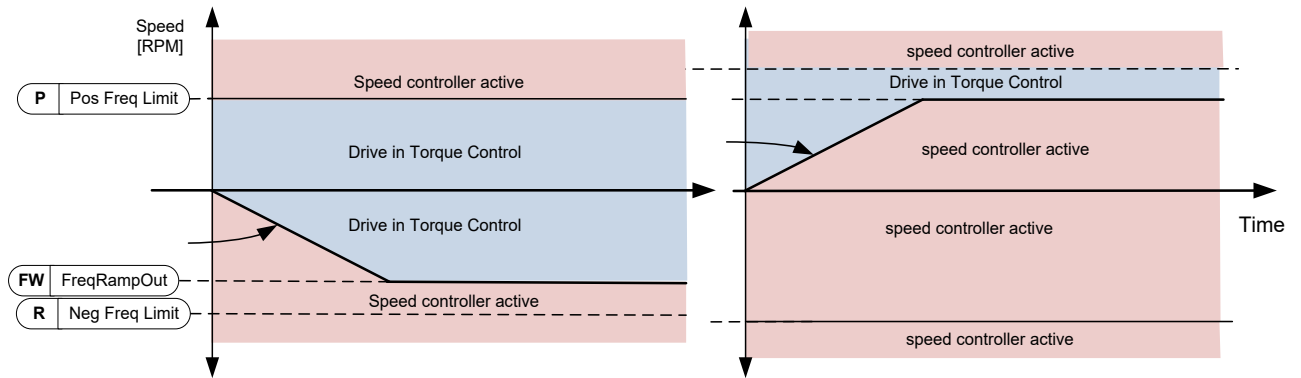 Speed
[RPM]
Speed controller active
P Pos Freq Limit
Drive in Torque Control
Drive in Torque Control
FW FreqRampOut
Speed controller active
R Neg Freq Limit
speed controller active
Drive in Torque Control
speed controller active
speed controller active
Time
speed controller active